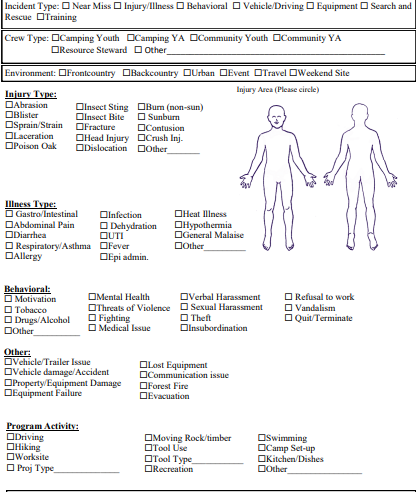 Incident Type: ☐ Near Miss ☐ Injury/Illness ☐ Behavioral ☐ Vehicle/Driving ☐ Equipment ☐ Search and
Rescue ☐Training
Crew Type: ☐Camping Youth ☐Camping YA ☐Community Youth ☐Community YA
☐Resource Steward ☐ Other
Environment: ☐Frontcountry ☐Backcountry ☐Urban ☐Event ☐Travel ☐Weekend Site
Injury Area (Please circle)
Injury Type:
☐Abrasion ☐Insect Sting ☐Burn (non-sun)
☐Blister ☐Insect Bite ☐ Sunburn
☐Sprain/Strain ☐Fracture ☐Contusion
☐Laceration ☐Head Injury ☐Crush Inj.
☐Poison Oak ☐Dislocation ☐Other_______
Illness Type:
☐ Gastro/Intestinal ☐Infection ☐Heat Illness
☐Abdominal Pain ☐ Dehydration ☐Hypothermia
☐Diarrhea ☐UTI ☐General Malaise
☐ Respiratory/Asthma ☐Fever ☐Other_________
☐Allergy ☐Epi admin.
Behavioral:
☐ Motivation ☐Mental Health ☐Verbal Harassment ☐ Refusal to work
☐ Tobacco ☐Threats of Violence ☐ Sexual Harassment ☐ Vandalism
☐ Drugs/Alcohol ☐ Fighting ☐ Theft ☐ Quit/Terminate
☐Other__________ ☐ Medical Issue ☐Insubordination
Other:
☐Vehicle/Trailer Issue ☐Lost Equipment
☐Vehicle damage/Accident ☐Communication issue
☐Property/Equipment Damage ☐Forest Fire
☐Equipment Failure ☐Evacuation
Program Activity:
☐Driving ☐Moving Rock/timber ☐Swimming
☐Hiking ☐Tool Use ☐Camp Set-up
☐Worksite ☐Tool Type___________ ☐Kitchen/Dishes
☐ Proj Type______________ ☐Recreation ☐Other________________